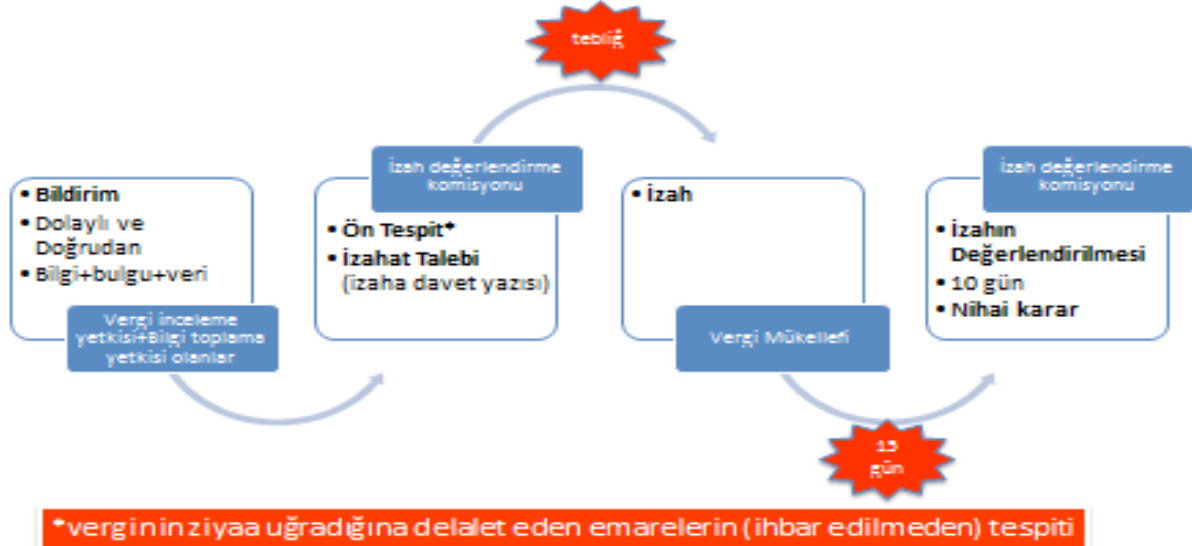 tebliğ
• Bildirim
• Dolaylı ve
Doğrudan
• Bilgi+bulgu+veri
Vergi inceleme
yetkisi+Bilgi toplama
yetkisi olanlar
İzah değerlendirme
komisyonu
• Ön Tespit*
• İzahat Talebi
(izaha davet yazısı)
• İzah
Vergi Mükellefi
İzah değerlendirme
komisyonu
• İzahın
Değerlendirilmesi
• 10 gün
• Nihai karar
15
gün
*verginin ziyaa uğradığına delalet eden emarelerin (ihbar edilmeden) tespiti